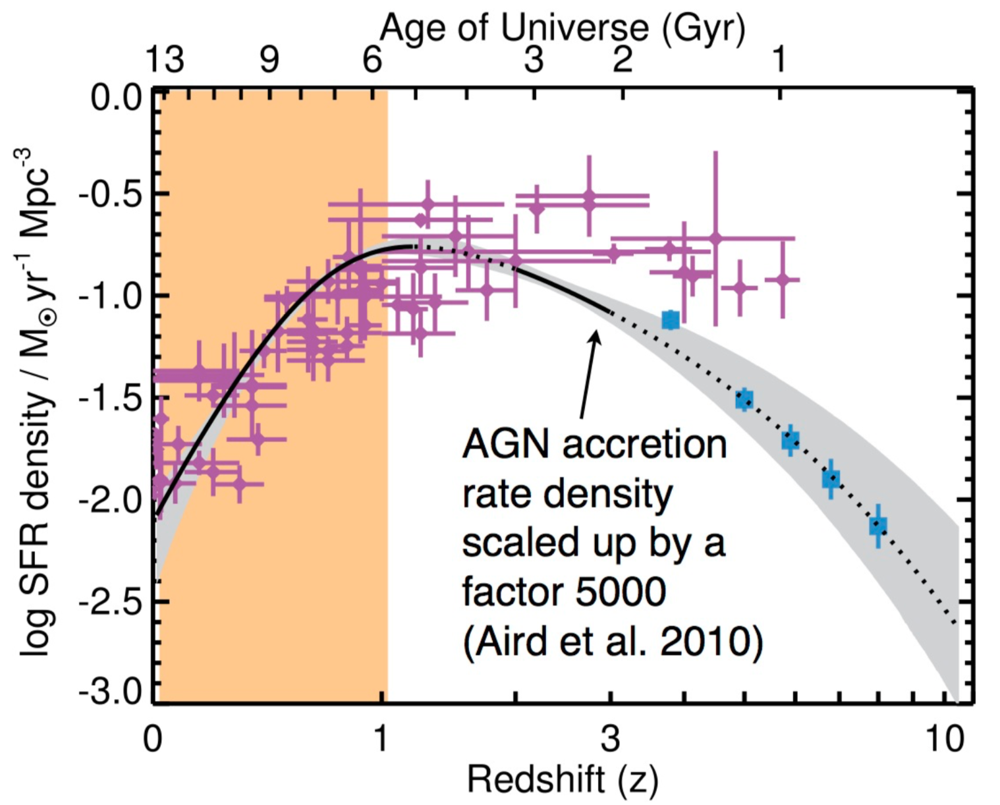 Age of Universe (Gyr)
13 9 6 3 2 1
0.0
-0.5
-1.0
-1.5
-2.0
-2.5
-3.0
log SFR density / M⊙yr⁻¹ Mpc⁻³
AGN accretion
rate density
scaled up by a
factor 5000
(Aird et al. 2010)
0 1 3 10
Redshift (z)